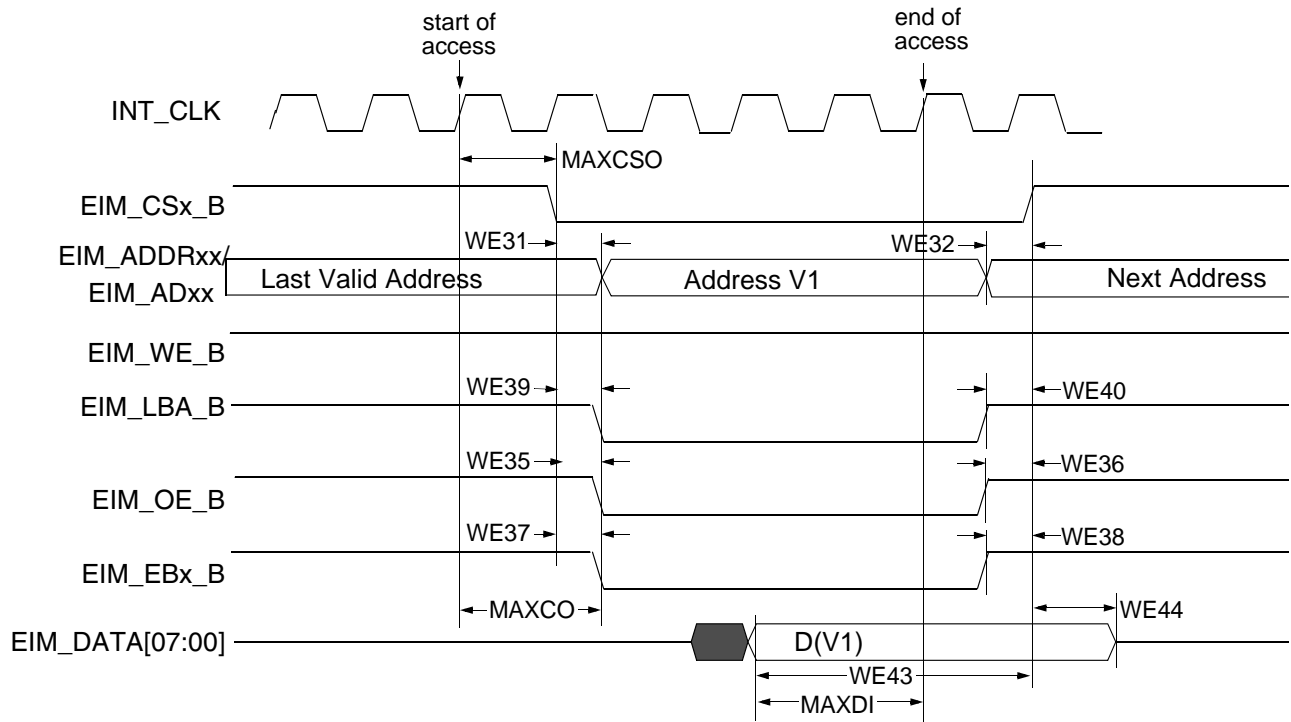 start of
access
end of
access
INT_CLK
MAXCSO
EIM_CSx_B
WE31
WE32
EIM_ADDRxx/
EIM_ADxx
Last Valid Address
Address V1
Next Address
EIM_WE_B
WE39
WE40
EIM_LBA_B
WE35
WE36
EIM_OE_B
WE37
WE38
EIM_EBx_B
MAXCO
WE44
EIM_DATA[07:00]
D(V1)
WE43
MAXDI